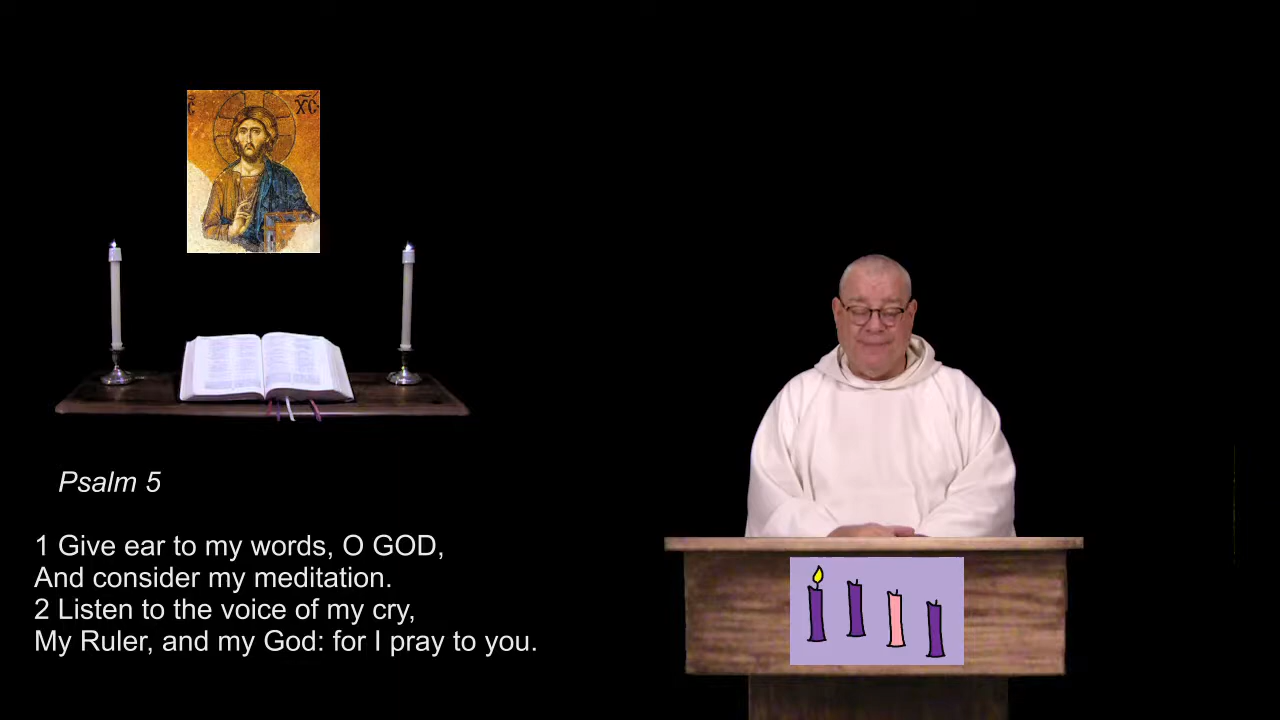 ΧС
Psalm 5
1 Give ear to my words, O GOD,
And consider my meditation.
2 Listen to the voice of my cry,
My Ruler, and my God: for I pray to you.